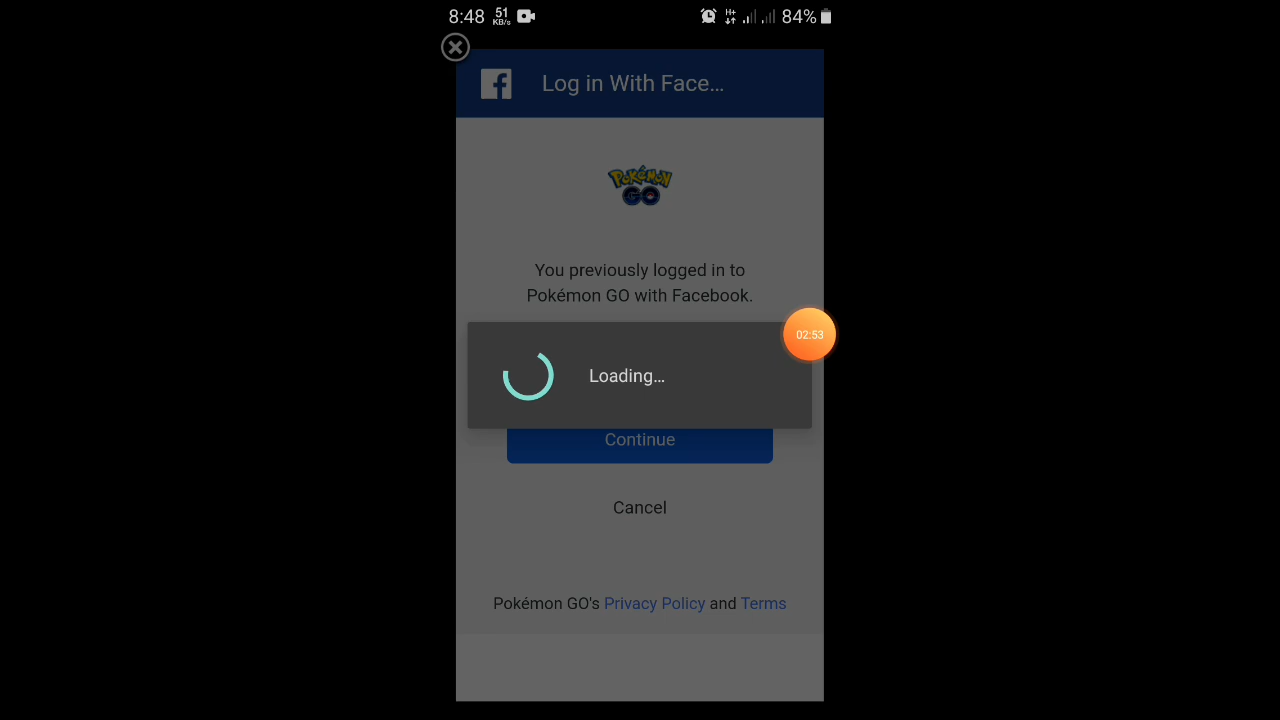 8:48 51 KB/s H+ 84%
Log in With Face…
POKÉMON
GO
You previously logged in to
Pokémon GO with Facebook.
02:53
Loading…
Continue
Cancel
Pokémon GO's Privacy Policy and Terms